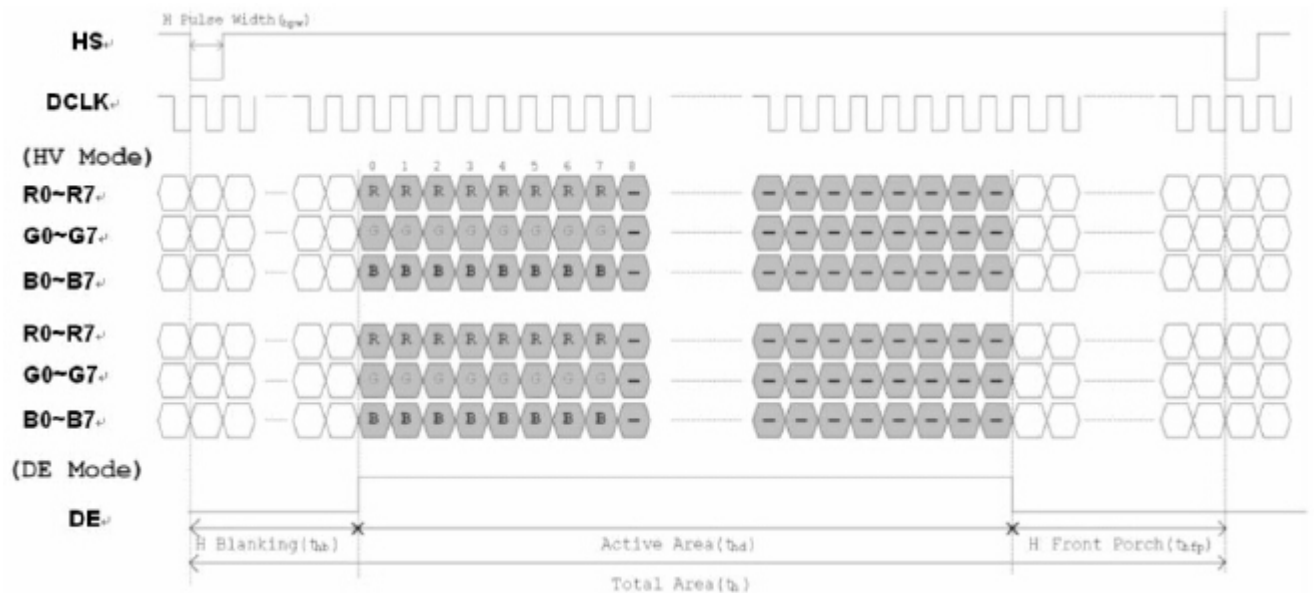 H Pulse Width(thpw)
HS
DCLK
(HV Mode)
0 1 2 3 4 5 6 7 8
R0~R7 R R R R R R R R - - - - - - - - -
G0~G7 G G G G G G G G - - - - - - - - -
B0~B7 B B B B B B B B - - - - - - - - -
R0~R7 R R R R R R R R - - - - - - - - -
G0~G7 G G G G G G G G - - - - - - - - -
B0~B7 B B B B B B B B - - - - - - - - -
(DE Mode)
DE
H Blanking(thb) Active Area(thd) H Front Porch(thfp)
Total Area(th)